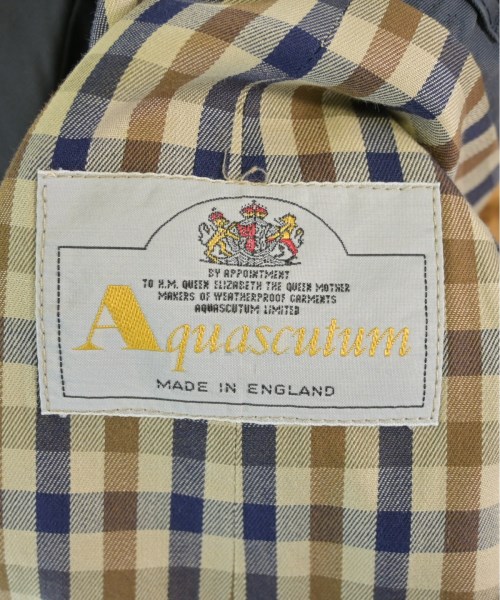 BY APPOINTMENT
TO H.M. QUEEN ELIZABETH THE QUEEN MOTHER
MAKERS OF WEATHERPROOF GARMENTS
AQUASCUTUM LIMITED
Aquascutum
MADE IN ENGLAND